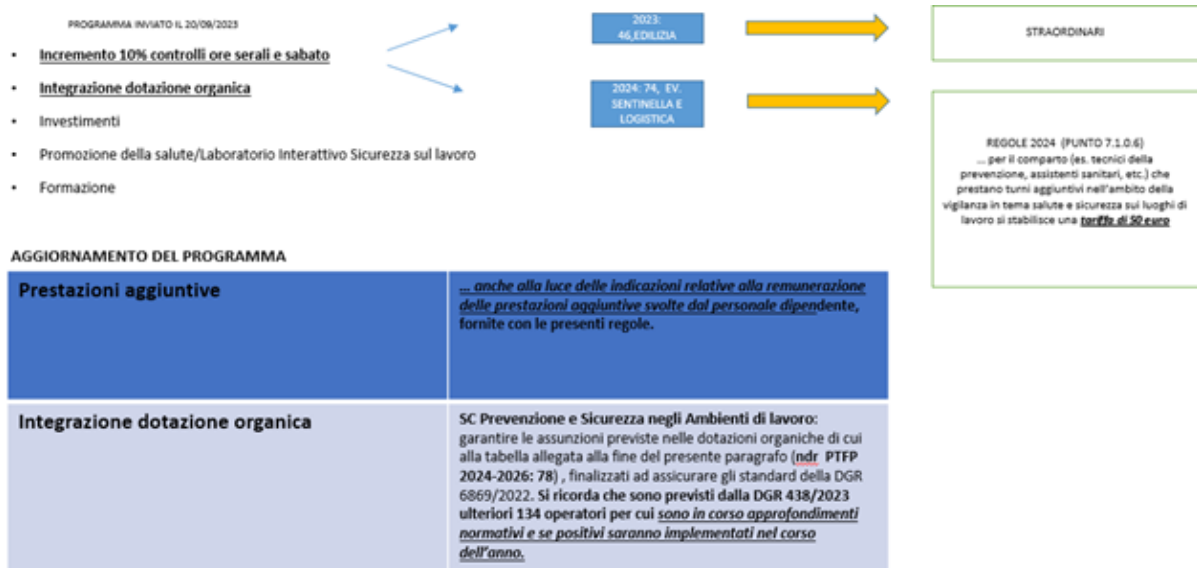 PROGRAMMA INVIATO IL 20/09/2023
• Incremento 10% controlli ore serali e sabato
• Integrazione dotazione organica
• Investimenti
• Promozione della salute/Laboratorio Interattivo Sicurezza sul lavoro
• Formazione
2023:
46,EDILIZIA
2024: 74, EV.
SENTINELLA E
LOGISTICA
STRAORDINARI
REGOLE 2024 (PUNTO 7.1.0.6)
... per il comparto (es. tecnici della
prevenzione, assistenti sanitari, etc.) che
prestano turni aggiuntivi nell'ambito della
vigilanza in tema salute e sicurezza sui luoghi di
lavoro si stabilisce una tariffa di 50 euro
AGGIORNAMENTO DEL PROGRAMMA
Prestazioni aggiuntive
... anche alla luce delle indicazioni relative alla remunerazione
delle prestazioni aggiuntive svolte dal personale dipendente,
fornite con le presenti regole.
Integrazione dotazione organica
SC Prevenzione e Sicurezza negli Ambienti di lavoro:
garantire le assunzioni previste nelle dotazioni organiche di cui
alla tabella allegata alla fine del presente paragrafo (ndr PTFP
2024-2026: 78) , finalizzati ad assicurare gli standard della DGR
6869/2022. Si ricorda che sono previsti dalla DGR 438/2023
ulteriori 134 operatori per cui sono in corso approfondimenti
normativi e se positivi saranno implementati nel corso
dell'anno.